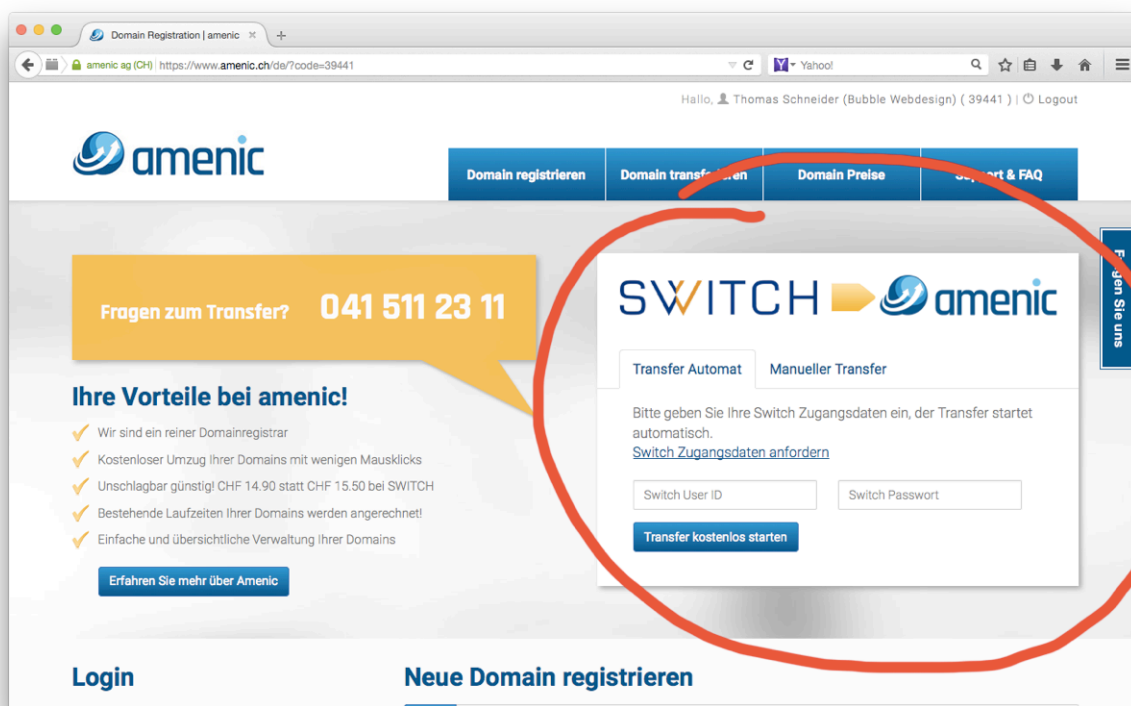 Domain Registration | amenic
amenic ag (CH) https://www.amenic.ch/de/?code=39441
Yahoo!
Hallo, Thomas Schneider (Bubble Webdesign) ( 39441 ) | Logout
amenic
Domain registrieren
Domain transferieren
Domain Preise
Support & FAQ
Fragen Sie uns
Fragen zum Transfer? 041 511 23 11
SWITCH amenic
Transfer Automat
Manueller Transfer
Bitte geben Sie Ihre Switch Zugangsdaten ein, der Transfer startet
automatisch.
Switch Zugangsdaten anfordern
Switch User ID
Switch Passwort
Transfer kostenlos starten
Ihre Vorteile bei amenic!
Wir sind ein reiner Domainregistrar
Kostenloser Umzug Ihrer Domains mit wenigen Mausklicks
Unschlagbar günstig! CHF 14.90 statt CHF 15.50 bei SWITCH
Bestehende Laufzeiten Ihrer Domains werden angerechnet!
Einfache und übersichtliche Verwaltung Ihrer Domains
Erfahren Sie mehr über Amenic
Login
Neue Domain registrieren